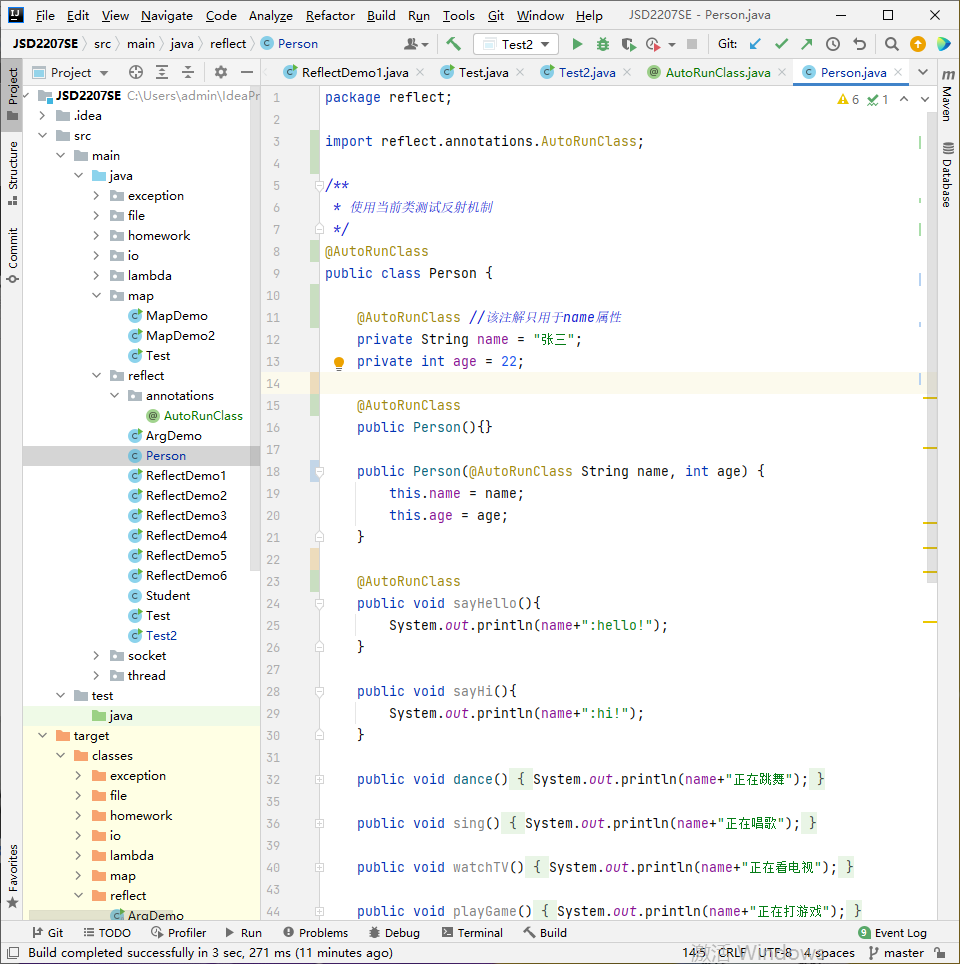 File Edit View Navigate Code Analyze Refactor Build Run Tools Git Window Help JSD2207SE - Person.java
JSD2207SE src main java reflect Person Test2 Git:
Project ReflectDemo1.java Test.java Test2.java AutoRunClass.java Person.java
Project
Structure
Commit
Favorites
JSD2207SE C:\Users\admin\IdeaPr
.idea
src
main
java
exception
file
homework
io
lambda
map
MapDemo
MapDemo2
Test
reflect
annotations
AutoRunClass
ArgDemo
Person
ReflectDemo1
ReflectDemo2
ReflectDemo3
ReflectDemo4
ReflectDemo5
ReflectDemo6
Student
Test
Test2
socket
thread
test
java
target
classes
exception
file
homework
io
lambda
map
reflect
ArgDemo
6 1
1 package reflect;
2
3 import reflect.annotations.AutoRunClass;
4
5 /**
6 * 使用当前类测试反射机制
7 */
8 @AutoRunClass
9 public class Person {
10
11 @AutoRunClass //该注解只用于name属性
12 private String name = "张三";
13 private int age = 22;
14
15 @AutoRunClass
16 public Person(){}
17
18 public Person(@AutoRunClass String name, int age) {
19 this.name = name;
20 this.age = age;
21 }
22
23 @AutoRunClass
24 public void sayHello(){
25 System.out.println(name+":hello!");
26 }
27
28 public void sayHi(){
29 System.out.println(name+":hi!");
30 }
31
32 public void dance() { System.out.println(name+"正在跳舞"); }
35
36 public void sing() { System.out.println(name+"正在唱歌"); }
39
40 public void watchTV() { System.out.println(name+"正在看电视"); }
43
44 public void playGame() { System.out.println(name+"正在打游戏"); }
Maven
Database
Git TODO Profiler Run Problems Debug Terminal Build 9 Event Log
Build completed successfully in 3 sec, 271 ms (11 minutes ago) 14:5 CRLF UTF-8 4 spaces master
激活 Windows